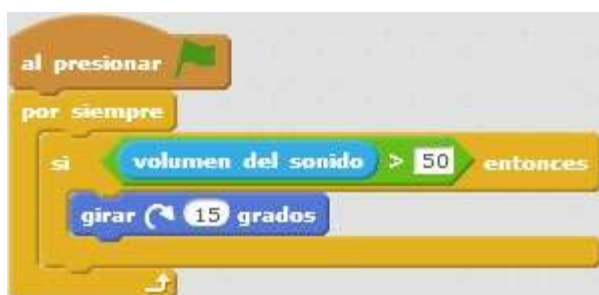 al presionar
por siempre
si volumen del sonido > 50 entonces
girar 15 grados